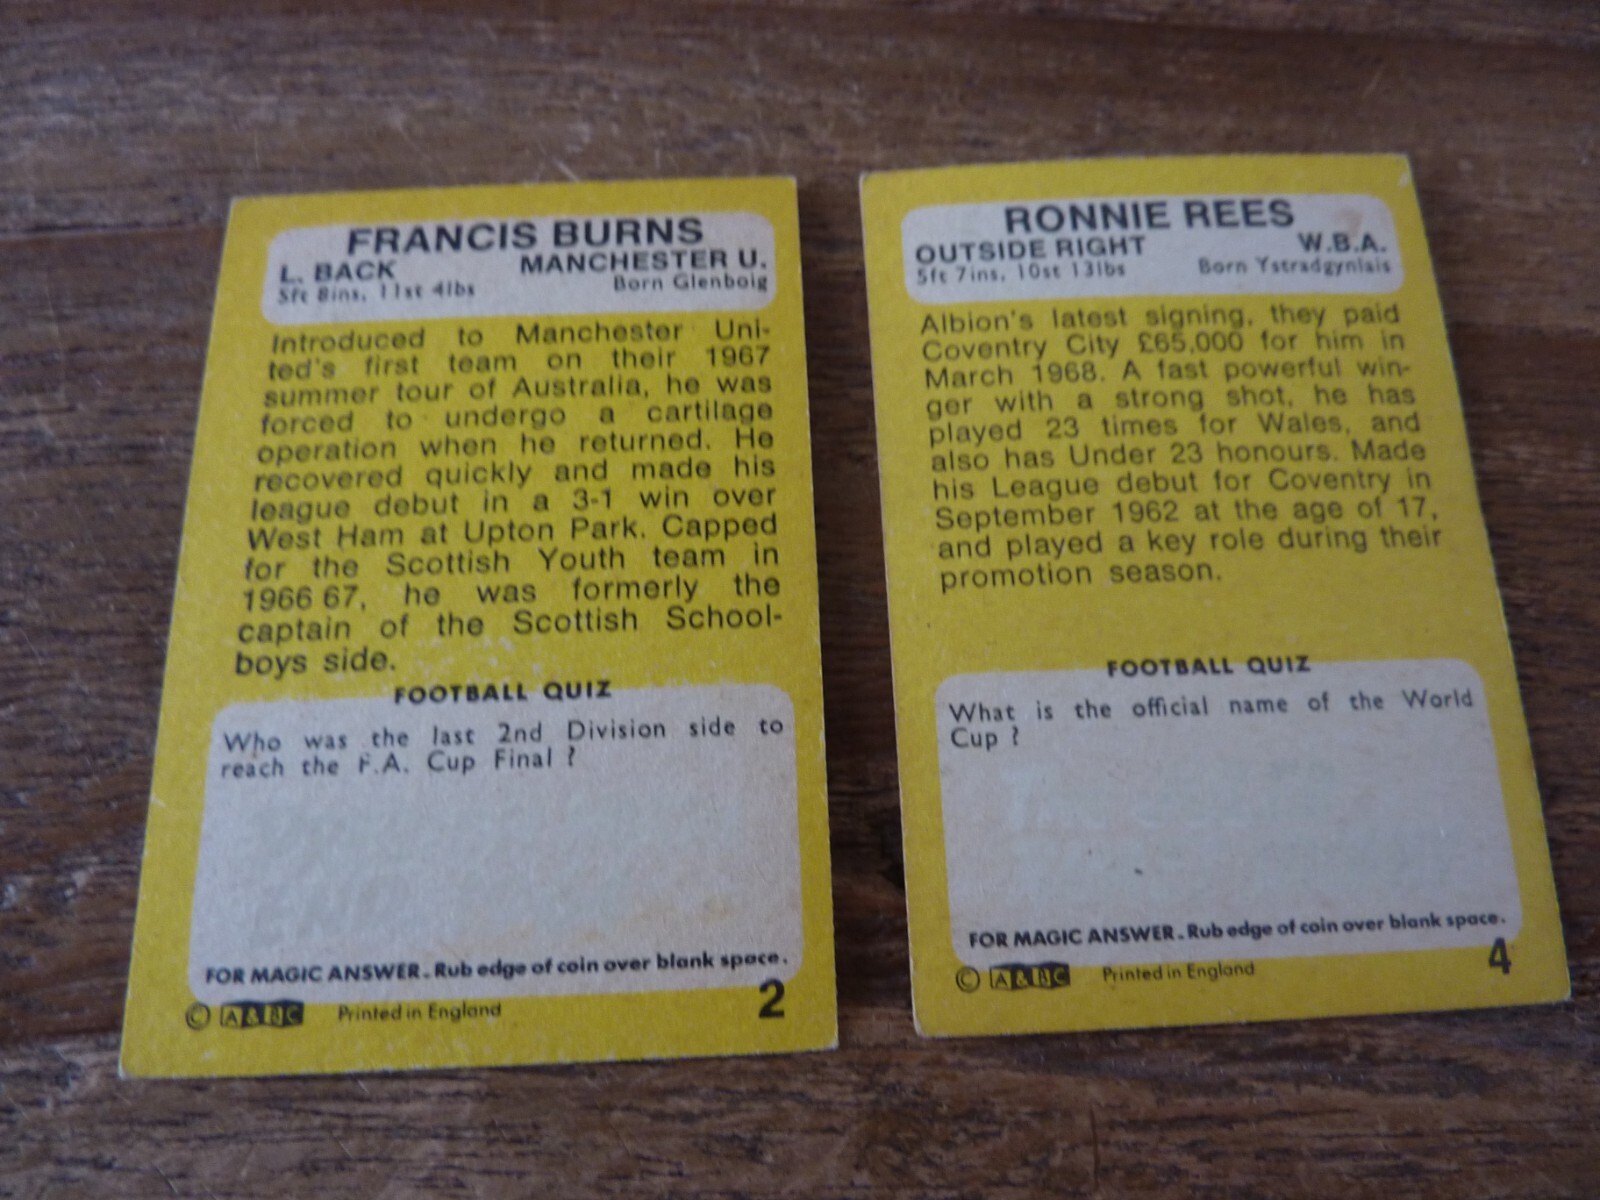 FRANCIS BURNS
L. BACK MANCHESTER U.
5ft 8ins, 11st 4lbs Born Glenboig
Introduced to Manchester Uni-
ted's first team on their 1967
summer tour of Australia, he was
forced to undergo a cartilage
operation when he returned. He
recovered quickly and made his
league debut in a 3-1 win over
West Ham at Upton Park. Capped
for the Scottish Youth team in
1966 67, he was formerly the
captain of the Scottish School-
boys side.
FOOTBALL QUIZ
Who was the last 2nd Division side to
reach the F.A. Cup Final ?
FOR MAGIC ANSWER. Rub edge of coin over blank space.
© A&BC Printed in England 2
RONNIE REES
OUTSIDE RIGHT W.B.A.
5ft 7ins, 10st 13lbs Born Ystradgynlais
Albion's latest signing, they paid
Coventry City £65,000 for him in
March 1968. A fast powerful win-
ger with a strong shot, he has
played 23 times for Wales, and
also has Under 23 honours. Made
his League debut for Coventry in
September 1962 at the age of 17,
and played a key role during their
promotion season.
FOOTBALL QUIZ
What is the official name of the World
Cup ?
FOR MAGIC ANSWER. Rub edge of coin over blank space.
© A&BC Printed in England 4